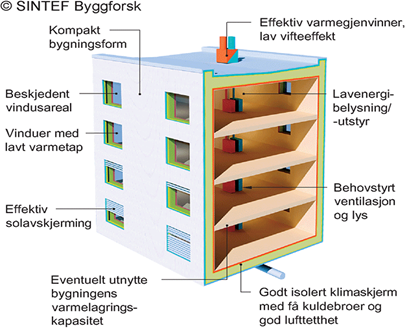 © SINTEF Byggforsk
Kompakt
bygningsform
Effektiv varmegjenvinner,
lav vifteeffekt
Beskjedent
vindusareal
Lavenergi-
belysning/
-utstyr
Vinduer med
lavt varmetap
Behovstyrt
ventilasjon
og lys
Effektiv
solavskjerming
Eventuelt utnytte
bygningens
varmelagrings-
kapasitet
Godt isolert klimaskjerm
med få kuldebroer og
god lufttetthet